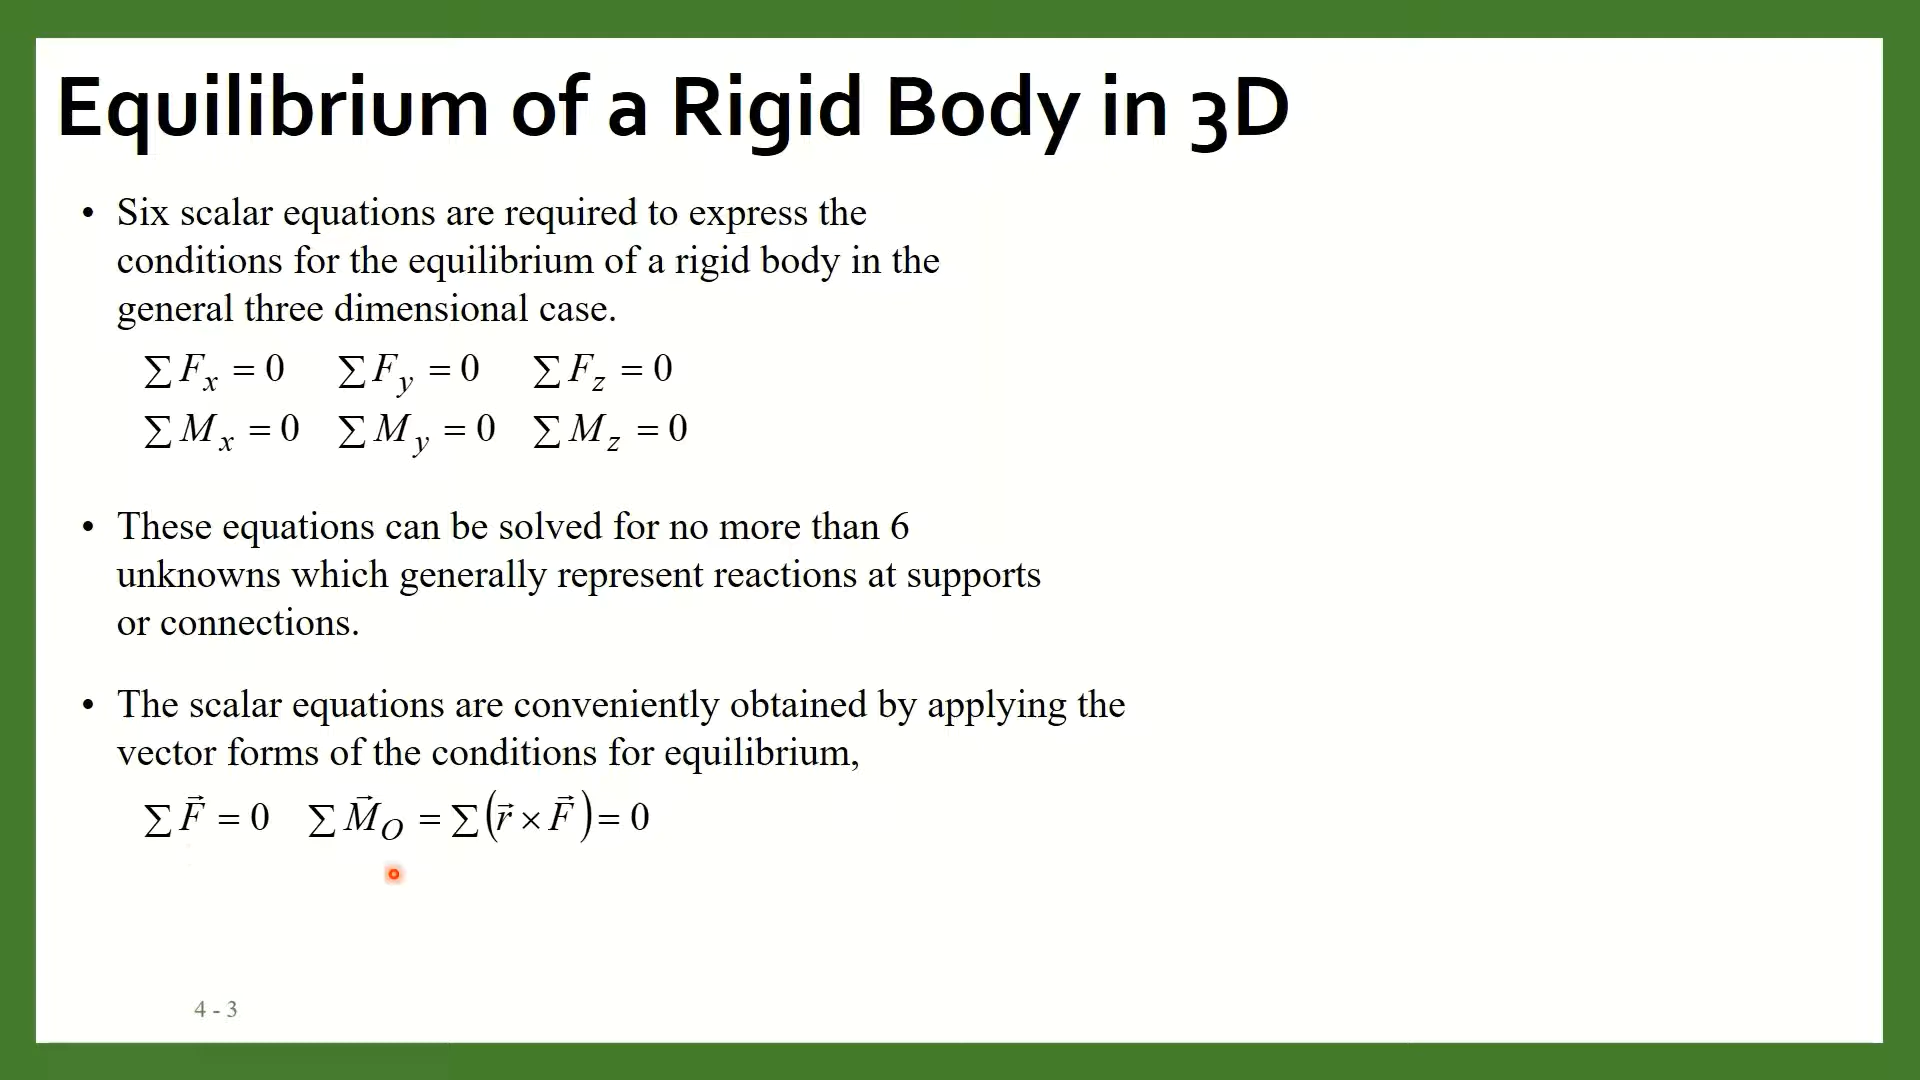 Equilibrium of a Rigid Body in 3D
• Six scalar equations are required to express the
conditions for the equilibrium of a rigid body in the
general three dimensional case.
∑ Fx = 0 ∑ Fy = 0 ∑ Fz = 0
∑ Mx = 0 ∑ My = 0 ∑ Mz = 0
• These equations can be solved for no more than 6
unknowns which generally represent reactions at supports
or connections.
• The scalar equations are conveniently obtained by applying the
vector forms of the conditions for equilibrium,
∑ F⃗ = 0 ∑ M⃗O = ∑ (r⃗ × F⃗) = 0
4 - 3